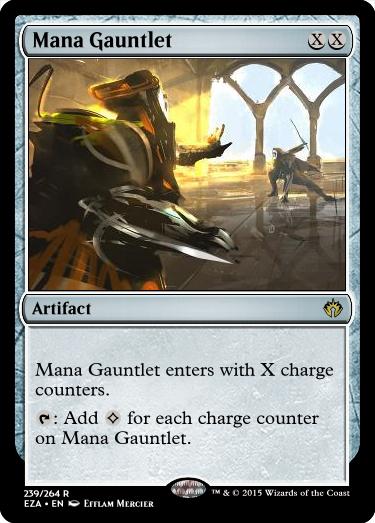 Mana Gauntlet XX
Artifact
Mana Gauntlet enters with X charge
counters.
: Add for each charge counter
on Mana Gauntlet.
239/264 R
EZA • EN Efflam Mercier
™ & © 2015 Wizards of the Coast